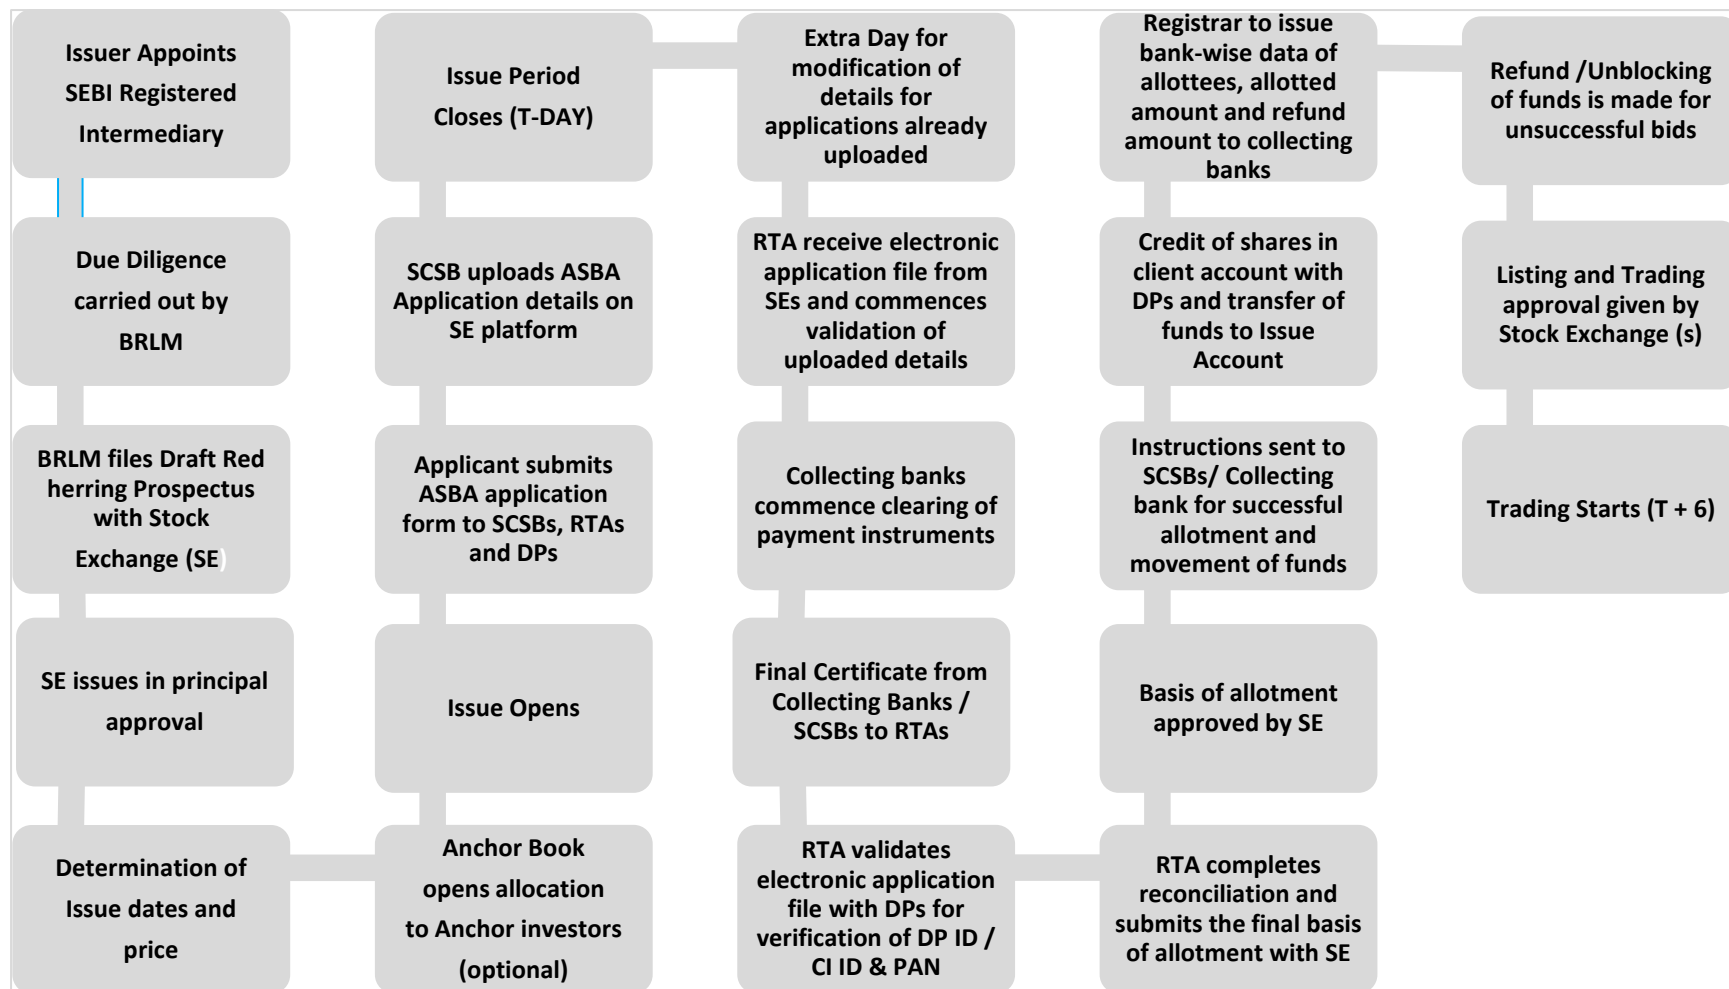 Issuer Appoints
SEBI Registered
Intermediary
Due Diligence
carried out by
BRLM
BRLM files Draft Red
herring Prospectus
with Stock
Exchange (SE)
SE issues in principal
approval
Determination of
Issue dates and
price
Anchor Book
opens allocation
to Anchor investors
(optional)
Issue Opens
Applicant submits
ASBA application
form to SCSBs, RTAs
and DPs
SCSB uploads ASBA
Application details on
SE platform
Issue Period
Closes (T-DAY)
Extra Day for
modification of
details for
applications already
uploaded
RTA receive electronic
application file from
SEs and commences
validation of
uploaded details
Collecting banks
commence clearing of
payment instruments
Final Certificate from
Collecting Banks /
SCSBs to RTAs
RTA validates
electronic application
file with DPs for
verification of DP ID /
CI ID & PAN
RTA completes
reconciliation and
submits the final basis
of allotment with SE
Basis of allotment
approved by SE
Instructions sent to
SCSBs/ Collecting
bank for successful
allotment and
movement of funds
Credit of shares in
client account with
DPs and transfer of
funds to Issue
Account
Registrar to issue
bank-wise data of
allottees, allotted
amount and refund
amount to collecting
banks
Refund /Unblocking
of funds is made for
unsuccessful bids
Listing and Trading
approval given by
Stock Exchange (s)
Trading Starts (T + 6)